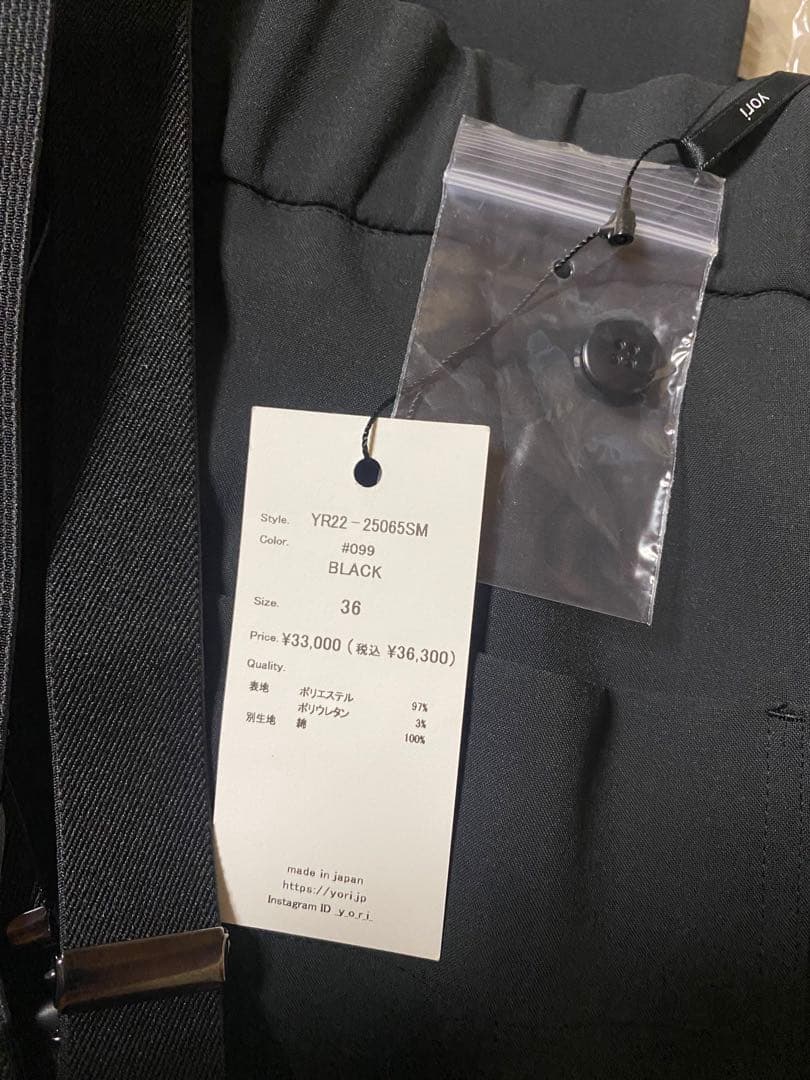 yori
Style. YR22-25065SM
Color. #099
BLACK
Size. 36
Price. ¥33,000 (税込 ¥36,300)
Quality.
表地 ポリエステル 97%
ポリウレタン 3%
別生地 綿 100%
made in japan
https://yori.jp
Instagram ID _y_o_r_i_